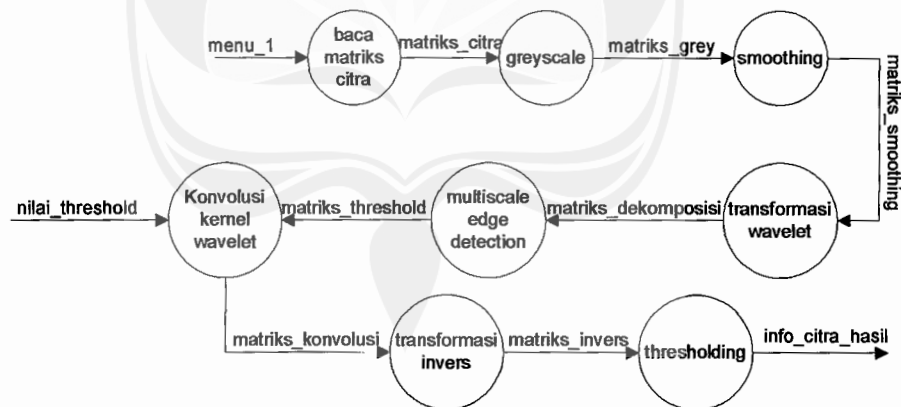 menu_1
baca
matriks
citra
matriks_citra
greyscale
matriks_grey
smoothing
matriks_smoothing
transformasi
wavelet
matriks_dekomposisi
multiscale
edge
detection
matriks_threshold
nilai_threshold
Konvolusi
kernel
wavelet
matriks_konvolusi
transformasi
invers
matriks_invers
thresholding
info_citra_hasil